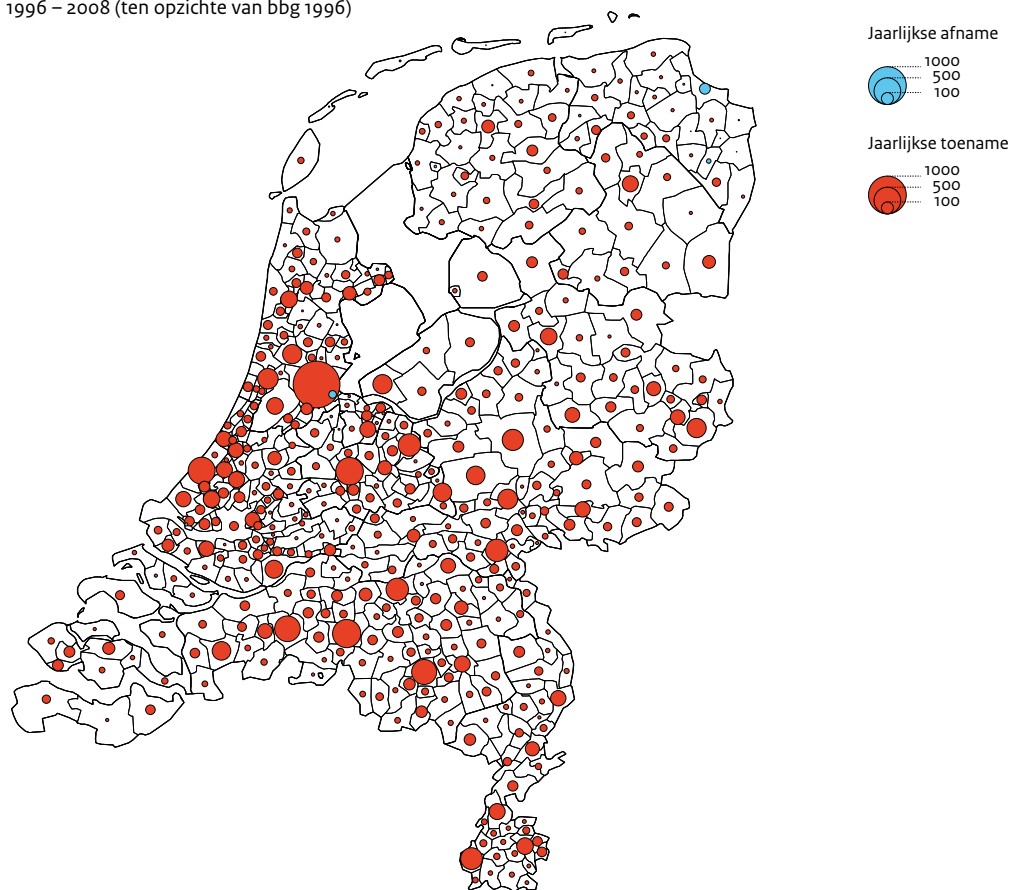 1996 – 2008 (ten opzichte van bbg 1996)
Jaarlijkse afname
1000
500
100
Jaarlijkse toename
1000
500
100